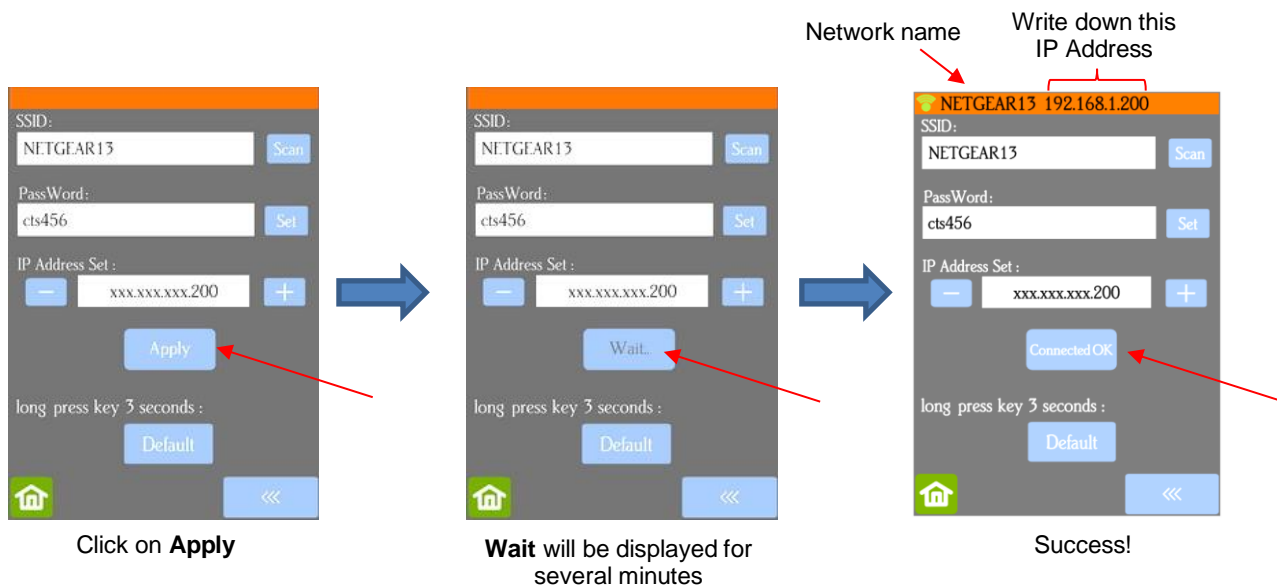 Network name
Write down this
IP Address
SSID:
NETGEAR13
Scan
PassWord:
cts456
Set
IP Address Set :
−
xxx.xxx.xxx.200
+
Apply
long press key 3 seconds :
Default
<<<
Click on Apply
SSID:
NETGEAR13
Scan
PassWord:
cts456
Set
IP Address Set :
−
xxx.xxx.xxx.200
+
Wait..
long press key 3 seconds :
Default
<<<
Wait will be displayed for
several minutes
NETGEAR13 192.168.1.200
SSID:
NETGEAR13
Scan
PassWord:
cts456
Set
IP Address Set :
−
xxx.xxx.xxx.200
+
Connected OK
long press key 3 seconds :
Default
<<<
Success!